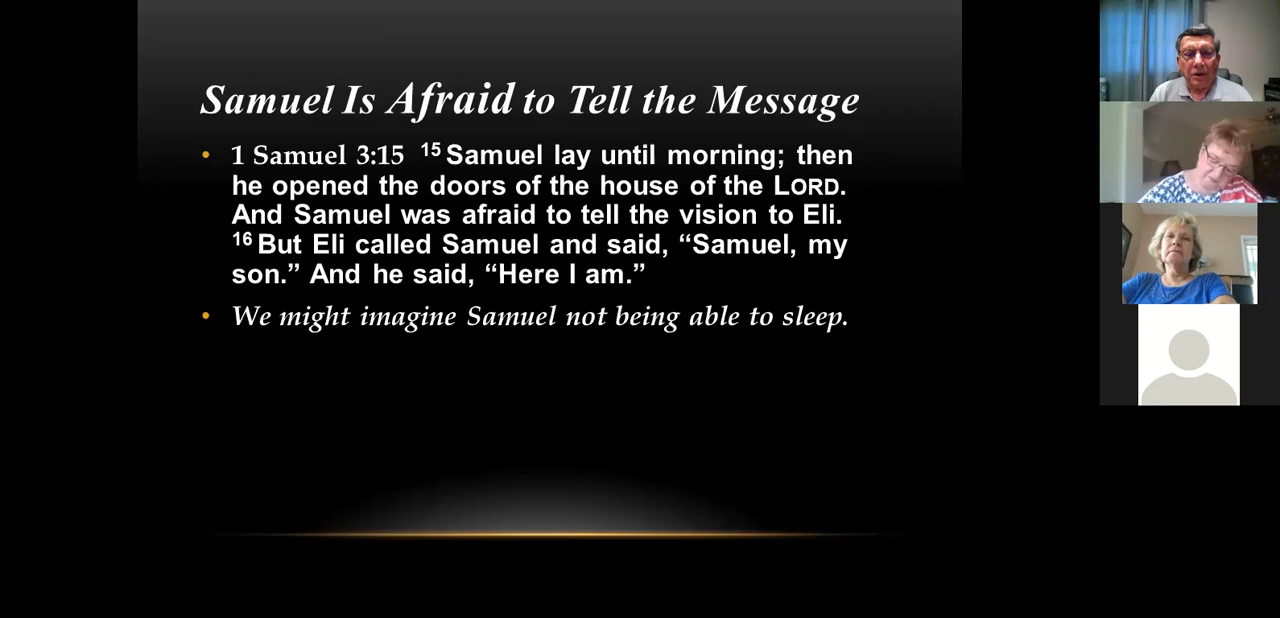 Samuel Is Afraid to Tell the Message
• 1 Samuel 3:15 ¹⁵ Samuel lay until morning; then
he opened the doors of the house of the LORD.
And Samuel was afraid to tell the vision to Eli.
¹⁶ But Eli called Samuel and said, “Samuel, my
son.” And he said, “Here I am.”
• We might imagine Samuel not being able to sleep.